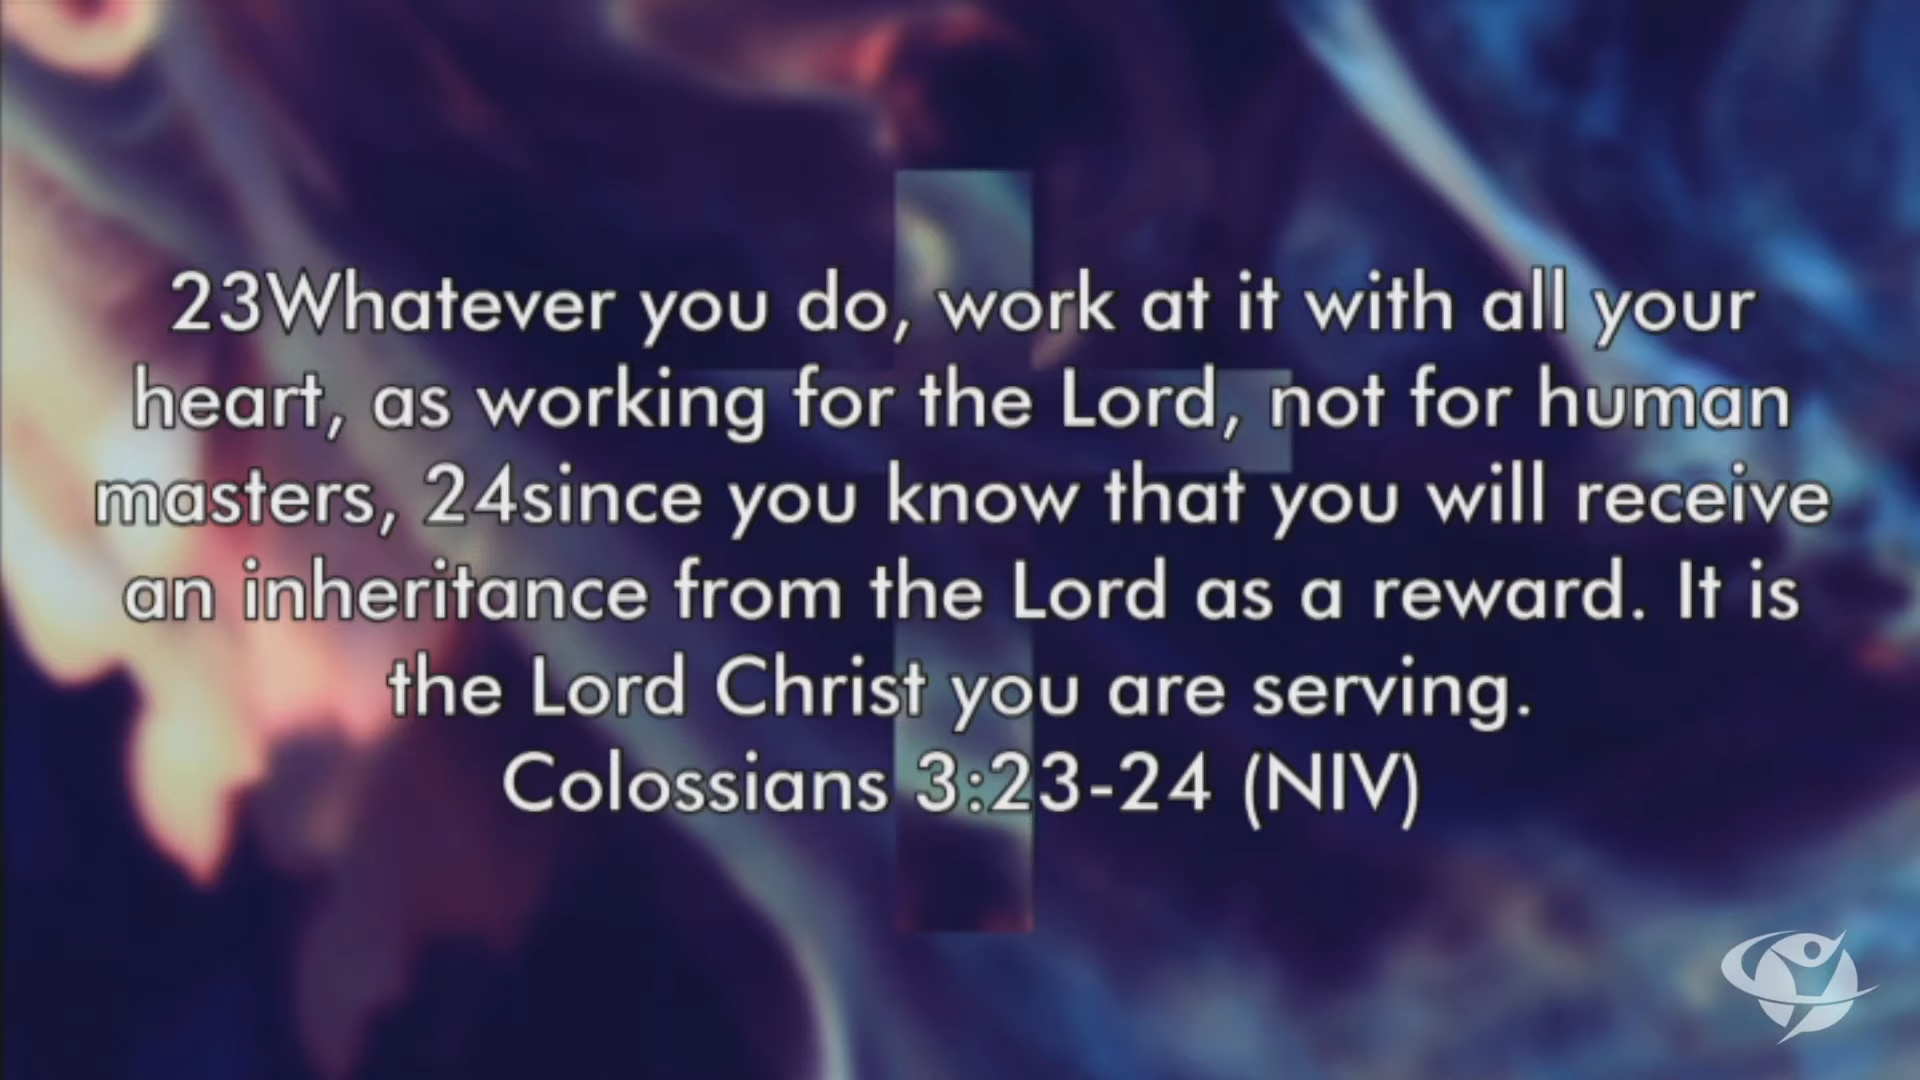 23Whatever you do, work at it with all your
heart, as working for the Lord, not for human
masters, 24since you know that you will receive
an inheritance from the Lord as a reward. It is
the Lord Christ you are serving.
Colossians 3:23-24 (NIV)